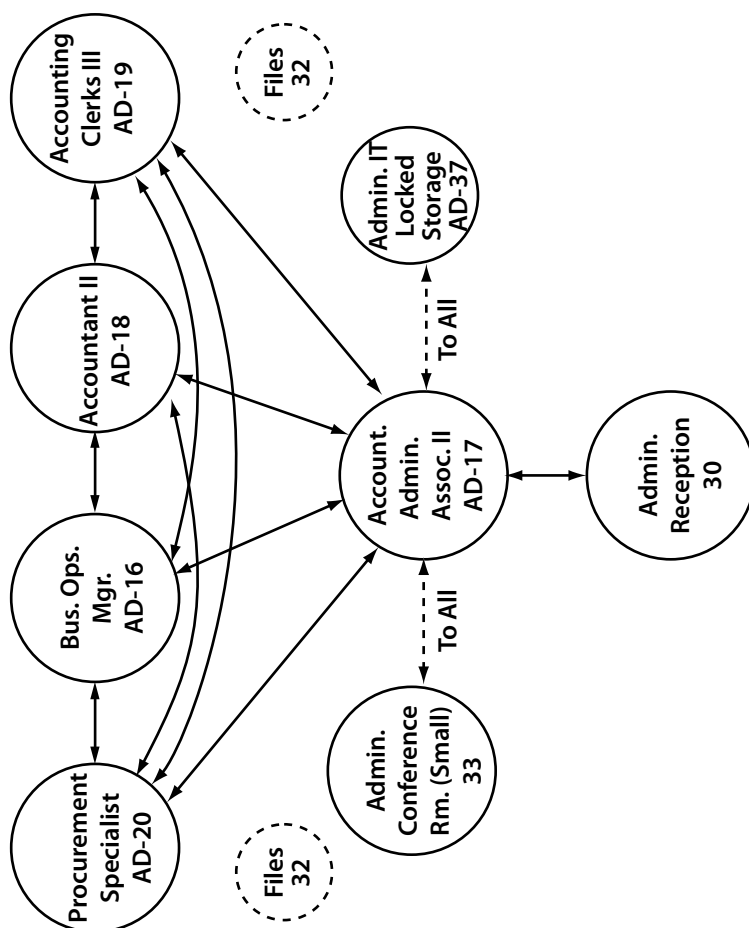 Procurement
Specialist
AD-20
Bus. Ops.
Mgr.
AD-16
Accountant II
AD-18
Accounting
Clerks III
AD-19
Files
32
Files
32
Admin.
Conference
Rm. (Small)
33
To All
Account.
Admin.
Assoc. II
AD-17
To All
Admin. IT
Locked
Storage
AD-37
Admin.
Reception
30